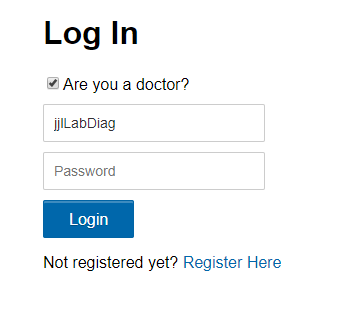 Log In
Are you a doctor?
jjlLabDiag
Password
Login
Not registered yet? Register Here